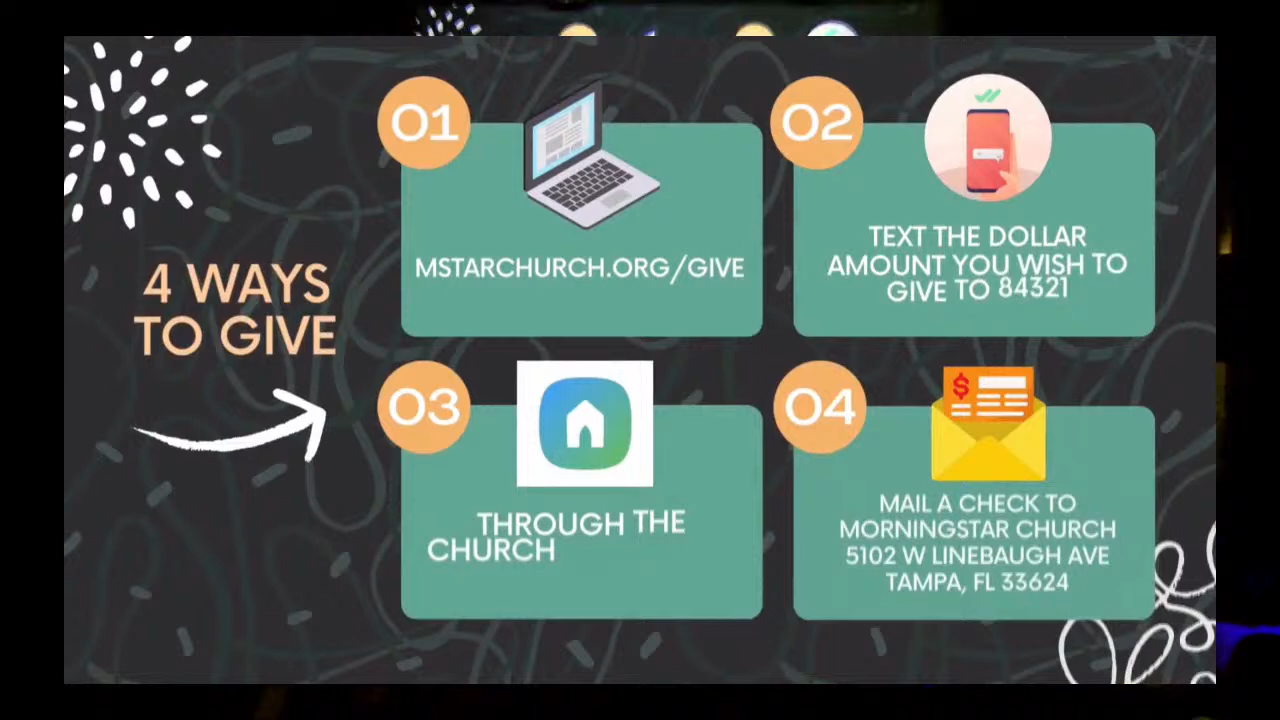 4 WAYS
TO GIVE
01
MSTARCHURCH.ORG/GIVE
02
TEXT THE DOLLAR
AMOUNT YOU WISH TO
GIVE TO 84321
03
THROUGH THE
CHURCH
04
$
MAIL A CHECK TO
MORNINGSTAR CHURCH
5102 W LINEBAUGH AVE
TAMPA, FL 33624